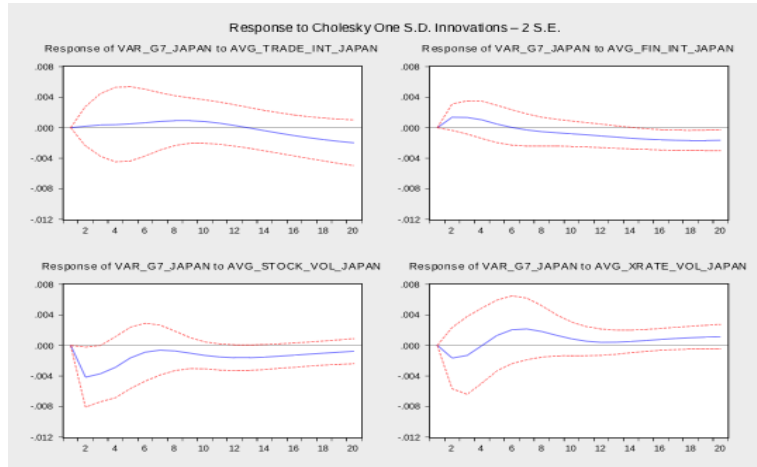 Response to Cholesky One S.D. Innovations – 2 S.E.
Response of VAR_G7_JAPAN to AVG_TRADE_INT_JAPAN
.008
.004
.000
-.004
-.008
-.012
2 4 6 8 10 12 14 16 18 20
Response of VAR_G7_JAPAN to AVG_FIN_INT_JAPAN
.008
.004
.000
-.004
-.008
-.012
2 4 6 8 10 12 14 16 18 20
Response of VAR_G7_JAPAN to AVG_STOCK_VOL_JAPAN
.008
.004
.000
-.004
-.008
-.012
2 4 6 8 10 12 14 16 18 20
Response of VAR_G7_JAPAN to AVG_XRATE_VOL_JAPAN
.008
.004
.000
-.004
-.008
-.012
2 4 6 8 10 12 14 16 18 20